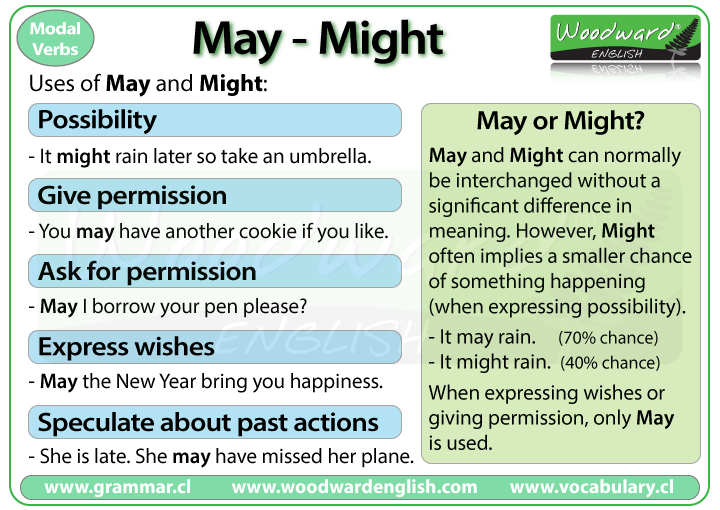 Modal
Verbs
May - Might
Woodward®
ENGLISH
Uses of May and Might:
Possibility
- It might rain later so take an umbrella.
Give permission
- You may have another cookie if you like.
Ask for permission
- May I borrow your pen please?
Express wishes
- May the New Year bring you happiness.
Speculate about past actions
- She is late. She may have missed her plane.
May or Might?
May and Might can normally
be interchanged without a
significant difference in
meaning. However, Might
often implies a smaller chance
of something happening
(when expressing possibility).
- It may rain. (70% chance)
- It might rain. (40% chance)
When expressing wishes or
giving permission, only May
is used.
Woodward
ENGLISH
www.grammar.cl www.woodwardenglish.com www.vocabulary.cl